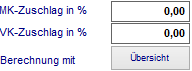 MK-Zuschlag in % 0,00
VK-Zuschlag in % 0,00
Berechnung mit Übersicht